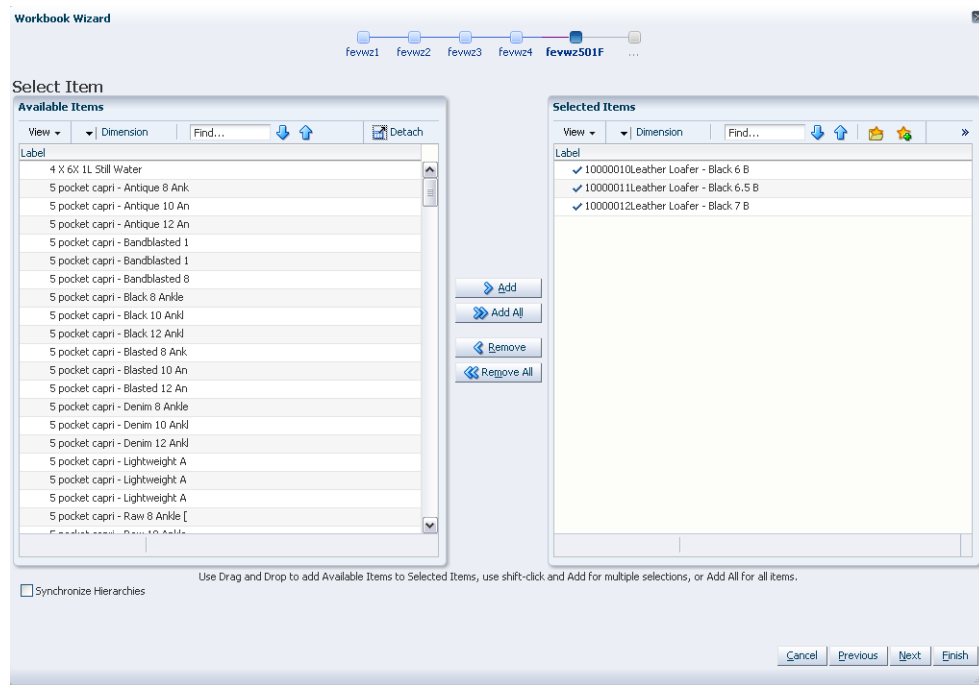 Workbook Wizard
fevwz1 fevwz2 fevwz3 fevwz4 fevwz501F ...
Select Item
Available Items
View Dimension Find... Detach
Label
4 X 6X 1L Still Water
5 pocket capri - Antique 8 Ank
5 pocket capri - Antique 10 An
5 pocket capri - Antique 12 An
5 pocket capri - Bandblasted 1
5 pocket capri - Bandblasted 1
5 pocket capri - Bandblasted 8
5 pocket capri - Black 8 Ankle
5 pocket capri - Black 10 Ankl
5 pocket capri - Black 12 Ankl
5 pocket capri - Blasted 8 Ank
5 pocket capri - Blasted 10 An
5 pocket capri - Blasted 12 An
5 pocket capri - Denim 8 Ankle
5 pocket capri - Denim 10 Ankl
5 pocket capri - Denim 12 Ankl
5 pocket capri - Lightweight A
5 pocket capri - Lightweight A
5 pocket capri - Lightweight A
5 pocket capri - Raw 8 Ankle [
5 pocket capri - Raw 10 Ankle
Add
Add All
Remove
Remove All
Selected Items
View Dimension Find... »
Label
10000010Leather Loafer - Black 6 B
10000011Leather Loafer - Black 6.5 B
10000012Leather Loafer - Black 7 B
Use Drag and Drop to add Available Items to Selected Items, use shift-click and Add for multiple selections, or Add All for all items.
Synchronize Hierarchies
Cancel Previous Next Finish